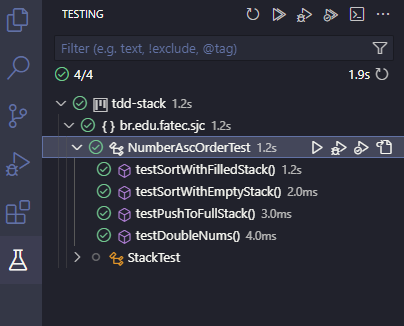 TESTING
Filter (e.g. text, !exclude, @tag)
4/4 1.9s
tdd-stack 1.2s
{ } br.edu.fatec.sjc 1.2s
NumberAscOrderTest 1.2s
testSortWithFilledStack() 1.2s
testSortWithEmptyStack() 2.0ms
testPushToFullStack() 3.0ms
testDoubleNums() 4.0ms
StackTest